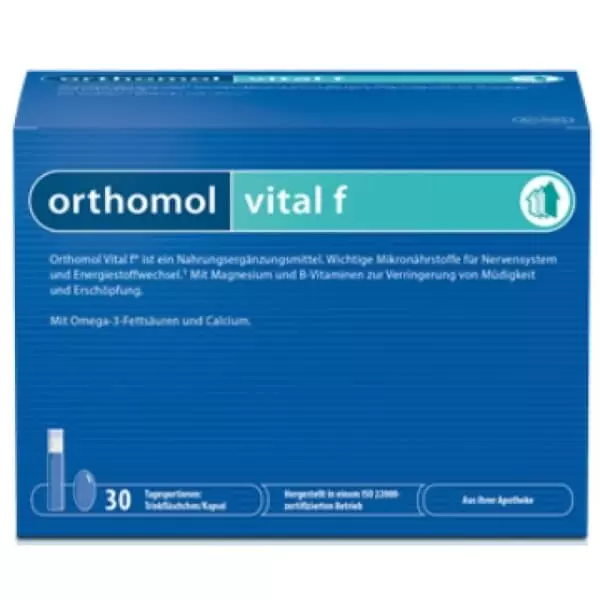 orthomol vital f
orthomol vital f
Orthomol Vital f® ist ein Nahrungsergänzungsmittel. Wichtige Mikronährstoffe für Nervensystem
und Energiestoffwechsel.¹ Mit Magnesium und B-Vitaminen zur Verringerung von Müdigkeit
und Erschöpfung.
Mit Omega-3-Fettsäuren und Calcium.
30 Tagesportionen: Trinkfläschchen/Kapsel
Hergestellt in einem ISO 22000-
zertifizierten Betrieb
Aus Ihrer Apotheke